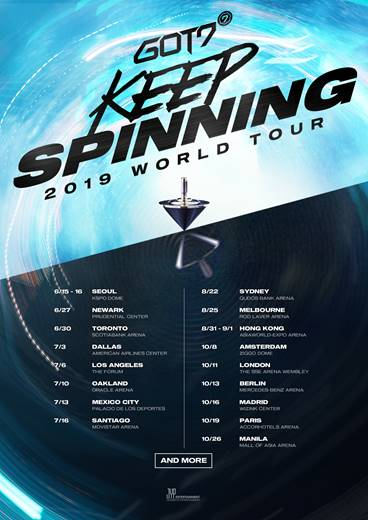 GOT7 7
KEEP
SPINNING
2019 WORLD TOUR
6/15 - 16 SEOUL
KSPO DOME
6/27 NEWARK
PRUDENTIAL CENTER
6/30 TORONTO
SCOTIABANK ARENA
7/3 DALLAS
AMERICAN AIRLINES CENTER
7/6 LOS ANGELES
THE FORUM
7/10 OAKLAND
ORACLE ARENA
7/13 MEXICO CITY
PALACIO DE LOS DEPORTES
7/16 SANTIAGO
MOVISTAR ARENA
8/22 SYDNEY
QUDOS BANK ARENA
8/25 MELBOURNE
ROD LAVER ARENA
8/31 - 9/1 HONG KONG
ASIAWORLD-EXPO ARENA
10/8 AMSTERDAM
ZIGGO DOME
10/11 LONDON
THE SSE ARENA WEMBLEY
10/13 BERLIN
MERCEDES-BENZ ARENA
10/16 MADRID
WIZINK CENTER
10/19 PARIS
ACCORHOTELS ARENA
10/26 MANILA
MALL OF ASIA ARENA
AND MORE
JYP ENTERTAINMENT